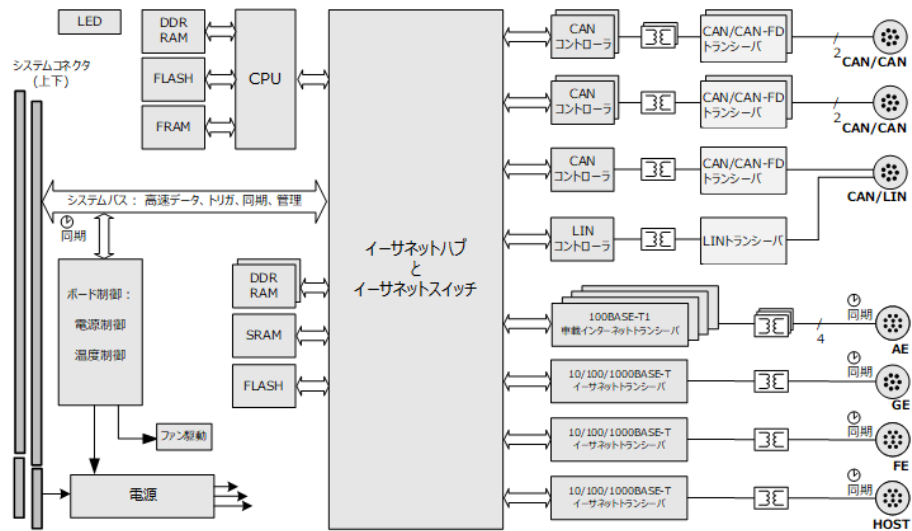 LED
システムコネクタ
(上下)
DDR
RAM
FLASH
FRAM
CPU
システムバス： 高速データ、トリガ、同期、管理
同期
ボード制御：
電源制御
温度制御
ファン駆動
電源
DDR
RAM
SRAM
FLASH
イーサネットハブ
と
イーサネットスイッチ
CAN
コントローラ
CAN/CAN-FD
トランシーバ
2
CAN/CAN
CAN
コントローラ
CAN/CAN-FD
トランシーバ
2
CAN/CAN
CAN
コントローラ
CAN/CAN-FD
トランシーバ
CAN/LIN
LIN
コントローラ
LINトランシーバ
100BASE-T1
車載インターネットトランシーバ
4
同期
AE
10/100/1000BASE-T
イーサネットトランシーバ
同期
GE
10/100/1000BASE-T
イーサネットトランシーバ
同期
FE
10/100/1000BASE-T
イーサネットトランシーバ
同期
HOST